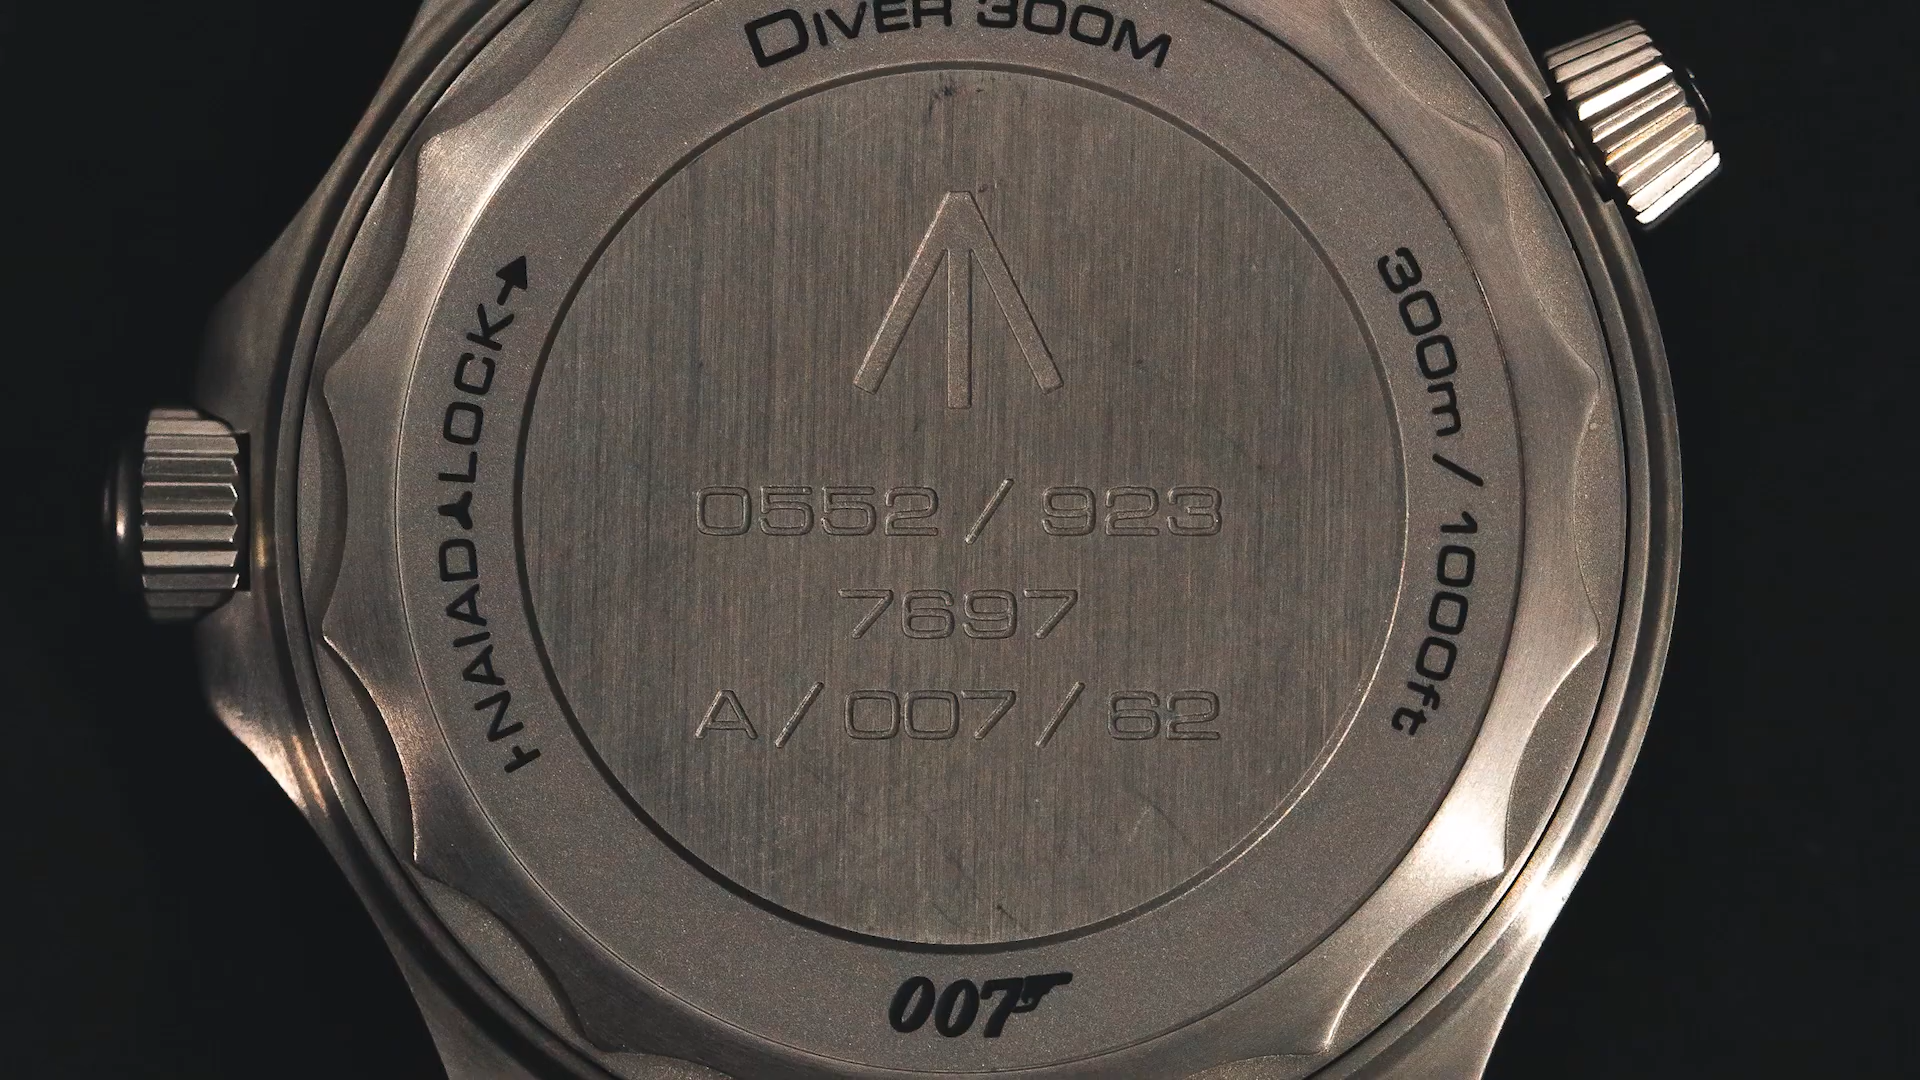 DIVER 300M
NAIAD LOCK
300m / 1000ft
0552 / 923
7697
A / 007 / 62
007